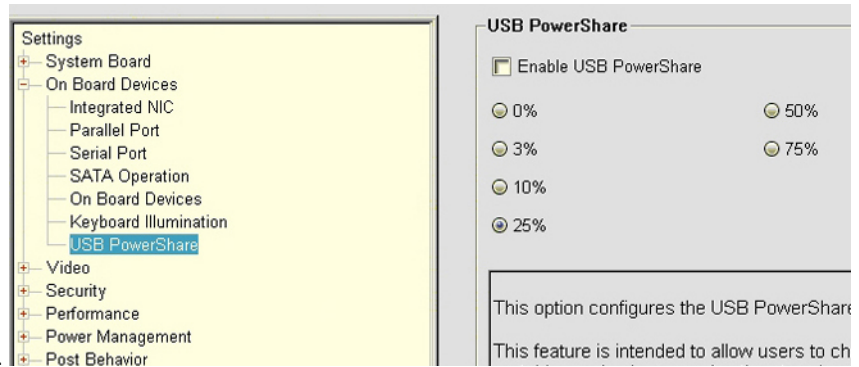 Settings
System Board
On Board Devices
Integrated NIC
Parallel Port
Serial Port
SATA Operation
On Board Devices
Keyboard Illumination
USB PowerShare
Video
Security
Performance
Power Management
Post Behavior
USB PowerShare
Enable USB PowerShare
0%
50%
3%
75%
10%
25%
This option configures the USB PowerShare
This feature is intended to allow users to ch